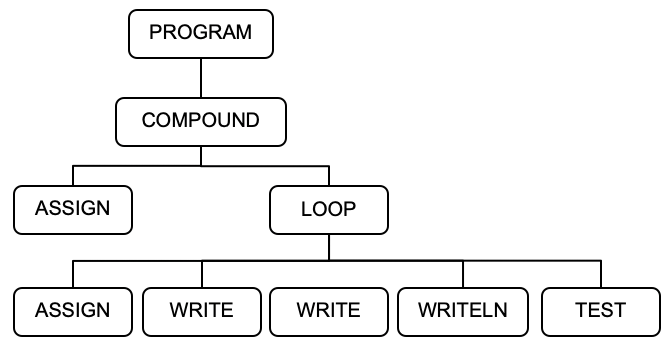 PROGRAM
COMPOUND
ASSIGN LOOP
ASSIGN WRITE WRITE WRITELN TEST